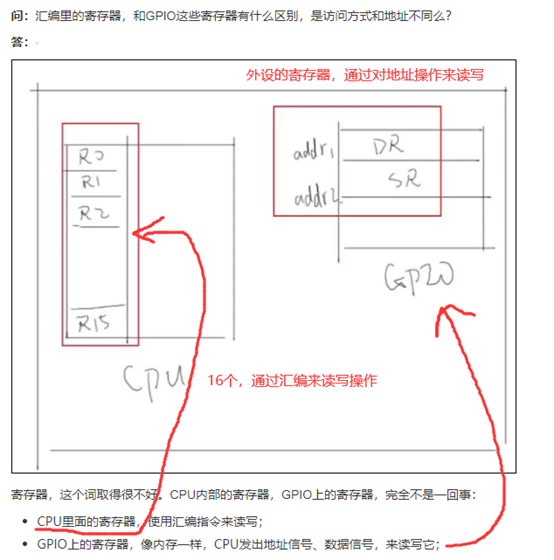 问：汇编里的寄存器，和GPIO这些寄存器有什么区别，是访问方式和地址不同么？
答：
外设的寄存器，通过对地址操作来读写
R0
R1
R2
R15
CPU
addr1 DR
addr2 SR
GPIO
16个，通过汇编来读写操作
寄存器，这个词取得很不好。CPU内部的寄存器，GPIO上的寄存器，完全不是一回事：
• CPU里面的寄存器，使用汇编指令来读写；
• GPIO上的寄存器，像内存一样，CPU发出地址信号、数据信号，来读写它；